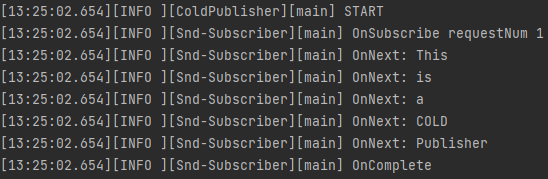 [13:25:02.654][INFO ][ColdPublisher][main] START
[13:25:02.654][INFO ][Snd-Subscriber][main] OnSubscribe requestNum 1
[13:25:02.654][INFO ][Snd-Subscriber][main] OnNext: This
[13:25:02.654][INFO ][Snd-Subscriber][main] OnNext: is
[13:25:02.654][INFO ][Snd-Subscriber][main] OnNext: a
[13:25:02.654][INFO ][Snd-Subscriber][main] OnNext: COLD
[13:25:02.654][INFO ][Snd-Subscriber][main] OnNext: Publisher
[13:25:02.654][INFO ][Snd-Subscriber][main] OnComplete